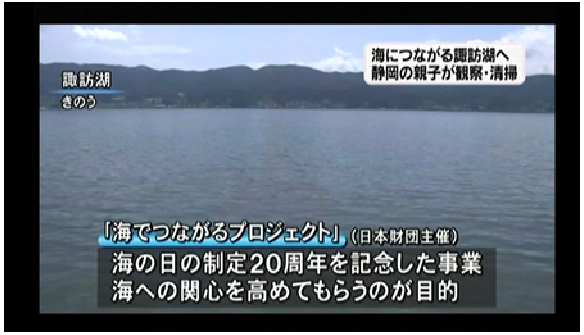 海につながる諏訪湖へ
静岡の親子が観察・清掃
諏訪湖
きのう
「海でつながるプロジェクト」(日本財団主催)
海の日の制定20周年を記念した事業
海への関心を高めてもらうのが目的